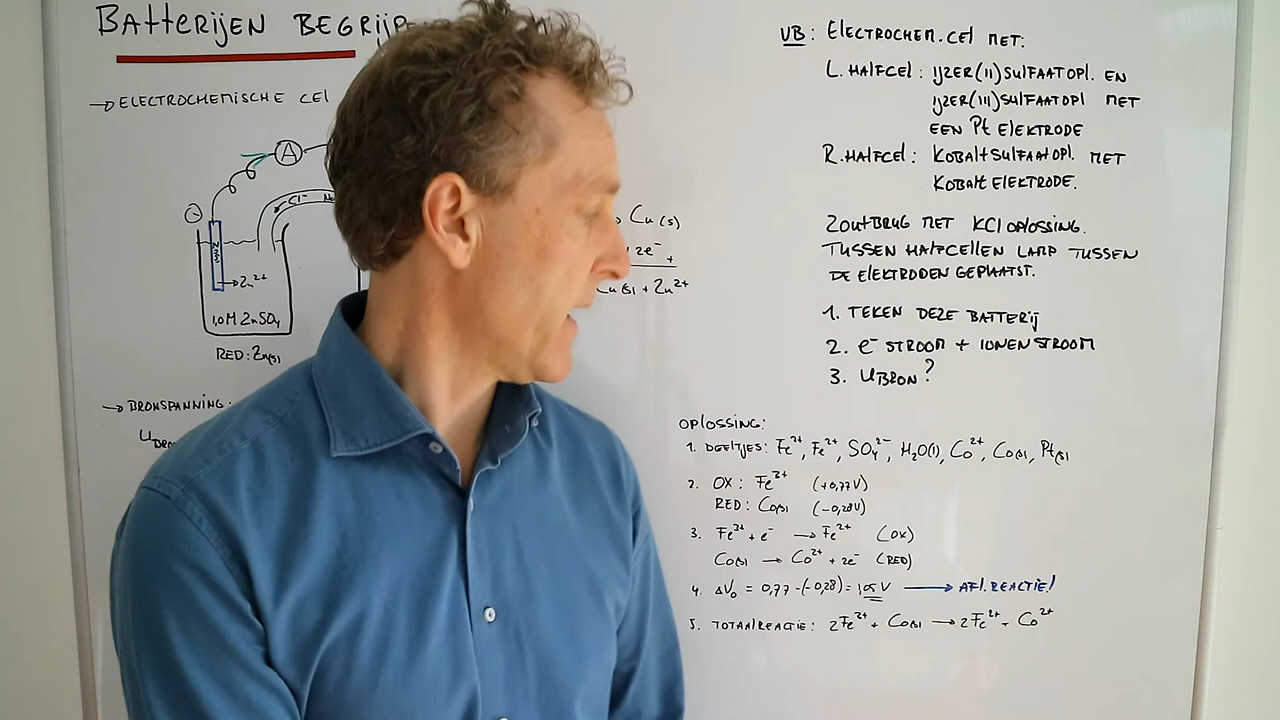 BATTERIJEN BEGRIJP
→ ELECTROCHEMISCHE CEL
A
Cl⁻
⊖
Zn(s)
→ Zn²⁺
1,0M ZnSO₄
RED: Zn(s)
→ BRONSPANNING:
→ Cu(s)
2e⁻ +
Cu(s) + Zn²⁺
VB: ELECTROCHEM.CEL MET:
L.HALFCEL: IJZER(II)SULFAATOPL. EN
IJZER(III)SULFAATOPL MET
EEN Pt ELEKTRODE
R.HALFCEL: KOBALTSULFAATOPL. MET
KOBALT ELEKTRODE.
ZOUTBRUG MET KCl OPLOSSING.
TUSSEN HALFCELLEN LAMP TUSSEN
DE ELEKTRODEN GEPLAATST.
1. TEKEN DEZE BATTERIJ
2. e⁻ STROOM + IONENSTROOM
3. UBRON?
OPLOSSING:
1. DEELTJES: Fe³⁺, Fe²⁺, SO₄²⁻, H₂O(l), Co²⁺, Co(s), Pt(s)
2. OX: Fe³⁺ (+0,77V)
RED: Co(s) (-0,28V)
3. Fe³⁺ + e⁻ → Fe²⁺ (OX)
Co(s) → Co²⁺ + 2e⁻ (RED)
4. ΔV₀ = 0,77-(-0,28) = 1,05 V → AFL.REACTIE!
5. TOTAALREACTIE: 2Fe³⁺ + Co(s) → 2Fe²⁺ + Co²⁺